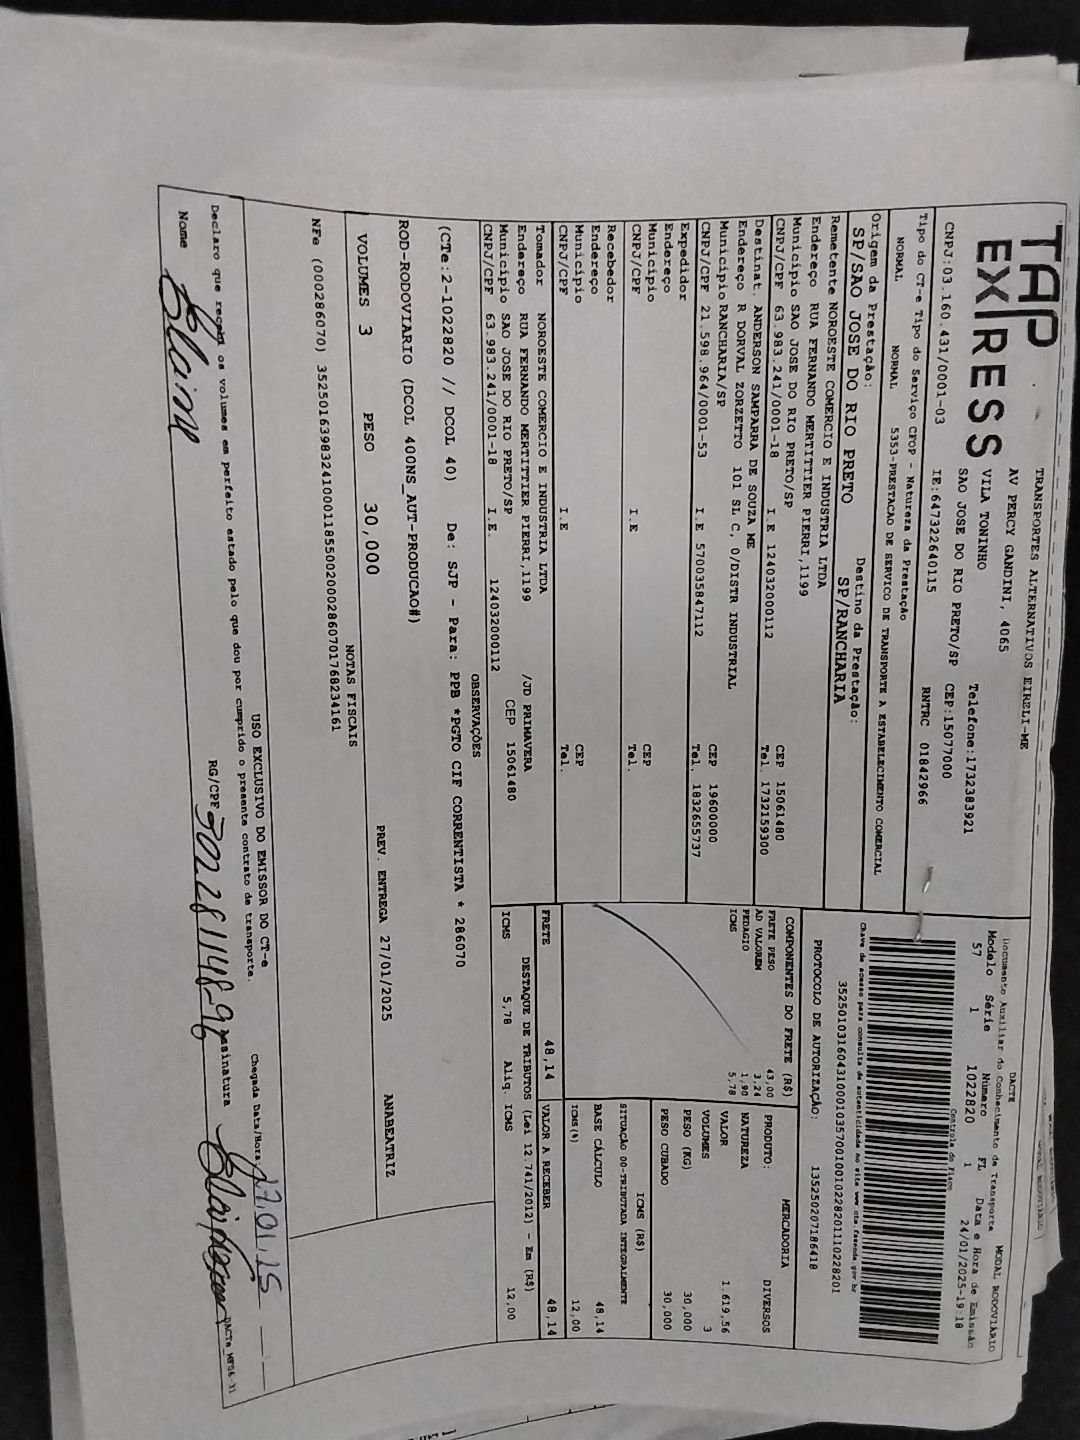 TAP EXPRESS
TRANSPORTES ALTERNATIVOS EIRELI-ME
AV PERCY GANDINI, 4065
VILA TONINHO Telefone:1732383921
SAO JOSE DO RIO PRETO/SP CEP:15077000
CNPJ:03.160.431/0001-03 IE:647322640115 RNTRC 01842966
DACTE MODAL RODOVIÁRIO
Documento Auxiliar do Conhecimento de Transporte
Modelo Série Número FL Data e Hora de Emissão
57 1 1022820 1 24/01/2025-19:18
Controle do Fisco
Chave de acesso para consulta de autenticidade no site www.cte.fazenda.gov.br
PROTOCOLO DE AUTORIZAÇÃO: 135250207186418
Tipo do CT-e Tipo do Serviço CFOP - Natureza da Prestação
NORMAL NORMAL 5353-PRESTACAO DE SERVICO DE TRANSPORTE A ESTABELECIMENTO COMERCIAL
Origem da Prestação: Destino da Prestação:
SP/SAO JOSE DO RIO PRETO SP/RANCHARIA
Remetente NOROESTE COMERCIO E INDUSTRIA LTDA
Endereço RUA FERNANDO MERTITTIER PIERRI,1199
Município SAO JOSE DO RIO PRETO/SP CEP 15061480
CNPJ/CPF 63.983.241/0001-18 I.E 124032000112 Tel. 1732159300
Destinat. ANDERSON SAMPARRA DE SOUZA ME
Endereço R DORVAL ZORZETTO 101 SL C, 0/DISTR INDUSTRIAL
Município RANCHARIA/SP CEP 19600000
CNPJ/CPF 21.598.964/0001-53 I.E 570035847112 Tel. 1832655737
Expedidor
Endereço
Município CEP
CNPJ/CPF I.E Tel.
Recebedor
Endereço
Município CEP
CNPJ/CPF I.E Tel.
Tomador NOROESTE COMERCIO E INDUSTRIA LTDA
Endereço RUA FERNANDO MERTITTIER PIERRI,1199 /JD PRIMAVERA
Município SAO JOSE DO RIO PRETO/SP CEP 15061480
CNPJ/CPF 63.983.241/0001-18 I.E. 124032000112
COMPONENTES DO FRETE (R$)
FRETE PESO 43,00
AD VALOREM 3,24
PEDAGIO 1,90
ICMS 5,78
MERCADORIA
PRODUTO: DIVERSOS
NATUREZA
VALOR 1.619,56
VOLUMES 3
PESO (KG) 30,000
PESO CUBADO 30,000
ICMS (R$)
SITUAÇÃO 00-TRIBUTADA INTEGRALMENTE
BASE CÁLCULO 48,14
ICMS(%) 12,00
FRETE 48,14 VALOR A RECEBER 48,14
DESTAQUE DE TRIBUTOS (Lei 12.741/2012) - Em (R$)
ICMS 5,78 Aliq. ICMS 12,00
OBSERVAÇÕES
(CTe:2-1022820 // DCOL 40) De: SJP - Para: PPB *PGTO CIF CORRENTISTA * 286070
ROD-RODOVIARIO (DCOL 400NS_AUT-PRODUCAO#)
VOLUMES 3 PESO 30,000 PREV. ENTREGA 27/01/2025 ANABEATRIZ
NOTAS FISCAIS
NFe (000286070)
USO EXCLUSIVO DO EMISSOR DO CT-e
Declaro que recebi os volumes em perfeito estado pelo que dou por cumprido o presente contrato de transporte. Chegada Data/Hora
Nome Elaine RG/CPF Assinatura
DACTe_MF06-31